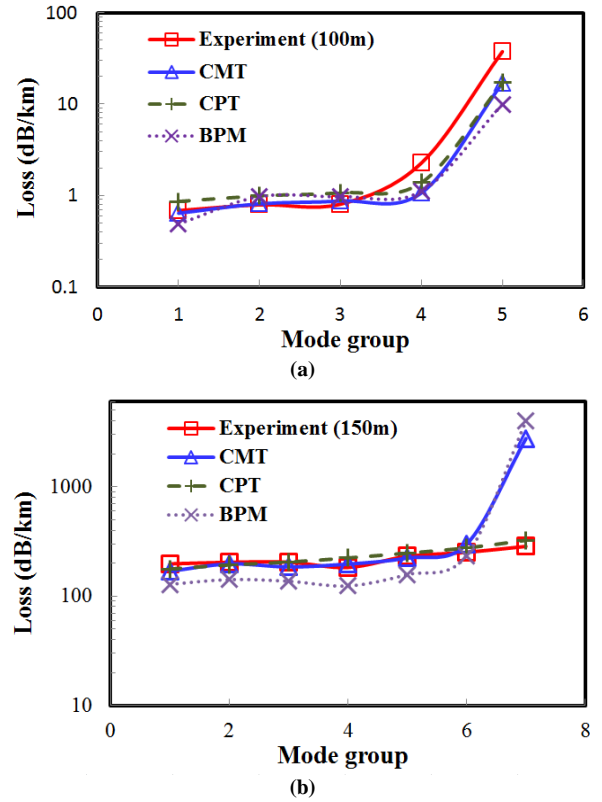 Experiment (100m)
CMT
CPT
BPM
Loss (dB/km)
100
10
1
0.1
0 1 2 3 4 5 6
Mode group
(a)
Experiment (150m)
CMT
CPT
BPM
Loss (dB/km)
1000
100
10
0 2 4 6 8
Mode group
(b)